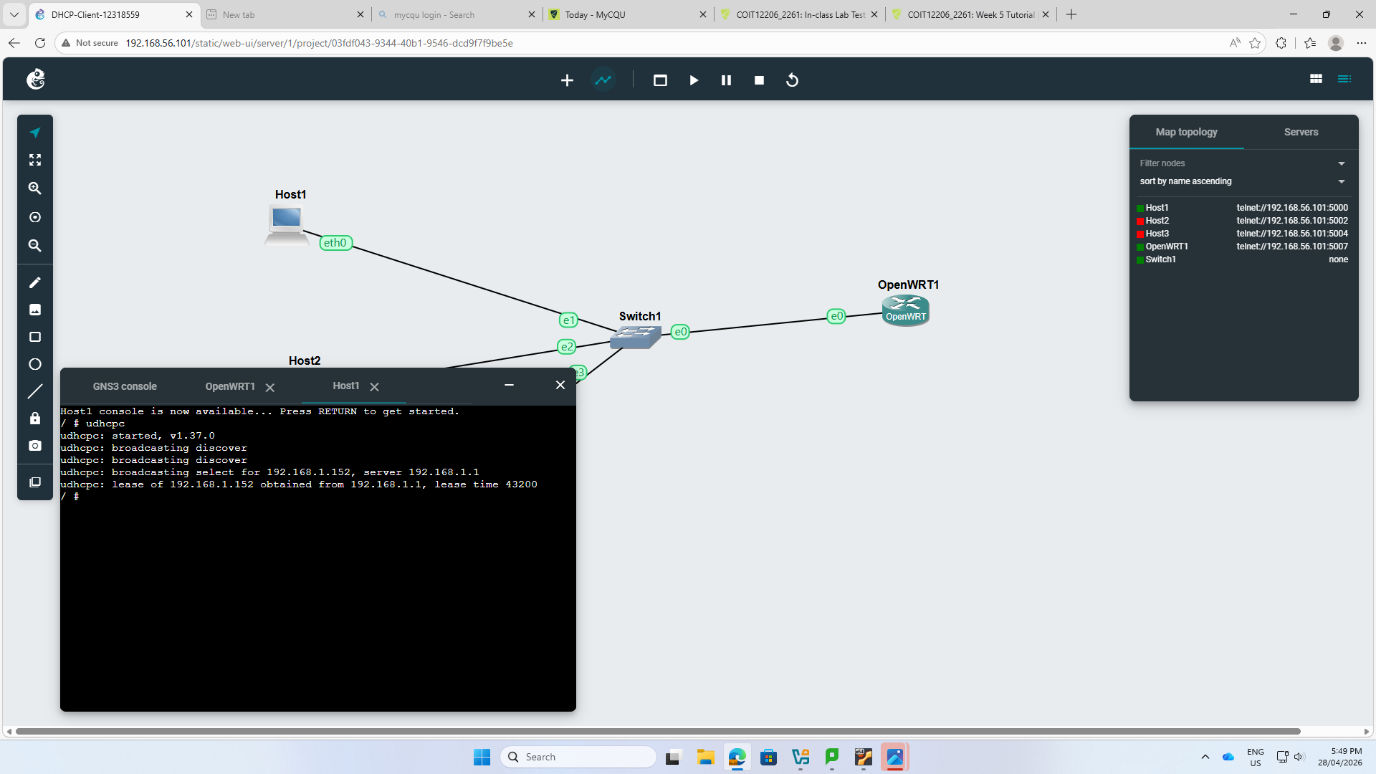 DHCP-Client-12318559
New tab
mycqu login - Search
Today - MyCQU
COIT12206_2261: In-class Lab Test
COIT12206_2261: Week 5 Tutorial
Not secure 192.168.56.101/static/web-ui/server/1/project/03fdf043-9344-40b1-9546-dcd9f7f9be5e
Map topology Servers
Filter nodes
sort by name ascending
Host1 telnet://192.168.56.101:5000
Host2 telnet://192.168.56.101:5002
Host3 telnet://192.168.56.101:5004
OpenWRT1 telnet://192.168.56.101:5007
Switch1 none
Host1
eth0
OpenWRT1
OpenWRT
e0
Switch1
e1
e0
e2
e3
Host2
GNS3 console OpenWRT1 Host1
Host1 console is now available... Press RETURN to get started.
/ # udhcpc
udhcpc: started, v1.37.0
udhcpc: broadcasting discover
udhcpc: broadcasting discover
udhcpc: broadcasting select for 192.168.1.152, server 192.168.1.1
udhcpc: lease of 192.168.1.152 obtained from 192.168.1.1, lease time 43200
/ #
Search
ENG
US
5:49 PM
28/04/2026